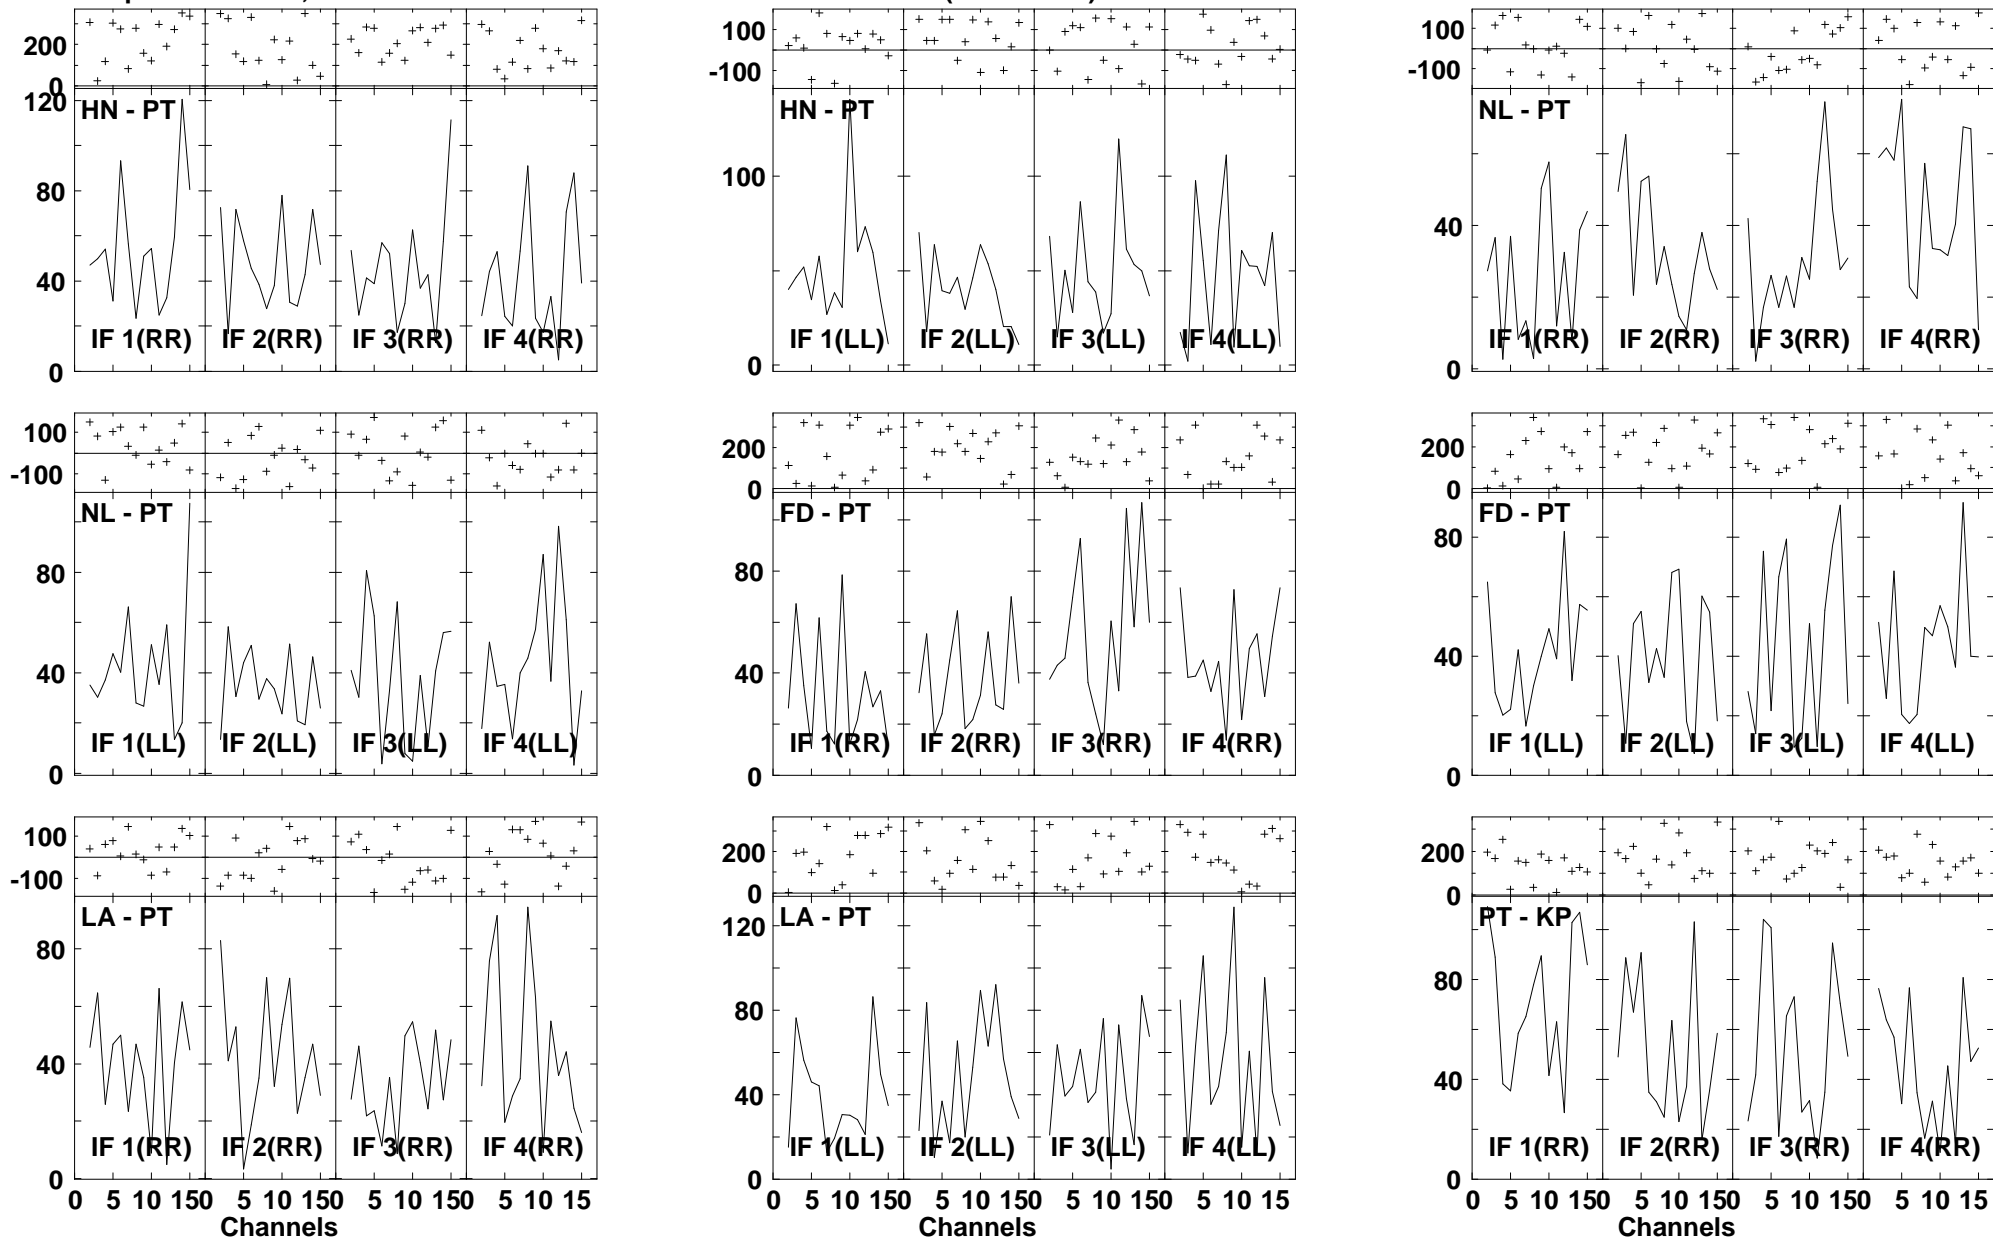 200 0 100 -100 100 -100
120 HN - PT HN - PT NL - PT
80 100
40 40
IF 1(RR) IF 2(RR) IF 3(RR) IF 4(RR) IF 1(LL) IF 2(LL) IF 3(LL) IF 4(LL) IF 1(RR) IF 2(RR) IF 3(RR) IF 4(RR)
0 0 0
100 -100 200 0 200 0
NL - PT FD - PT FD - PT
80 80 80
40 40 40
IF 1(LL) IF 2(LL) IF 3(LL) IF 4(LL) IF 1(RR) IF 2(RR) IF 3(RR) IF 4(RR) IF 1(LL) IF 2(LL) IF 3(LL) IF 4(LL)
0 0 0
100 -100 200 0 200 0
LA - PT LA - PT PT - KP
120
80 80 80
40 40 40
IF 1(RR) IF 2(RR) IF 3(RR) IF 4(RR) IF 1(LL) IF 2(LL) IF 3(LL) IF 4(LL) IF 1(RR) IF 2(RR) IF 3(RR) IF 4(RR)
0 0 0
0 5 10 150 5 10 150 5 10 150 5 10 15 0 5 10 150 5 10 150 5 10 150 5 10 15 0 5 10 150 5 10 150 5 10 150 5 10 15
Channels Channels Channels